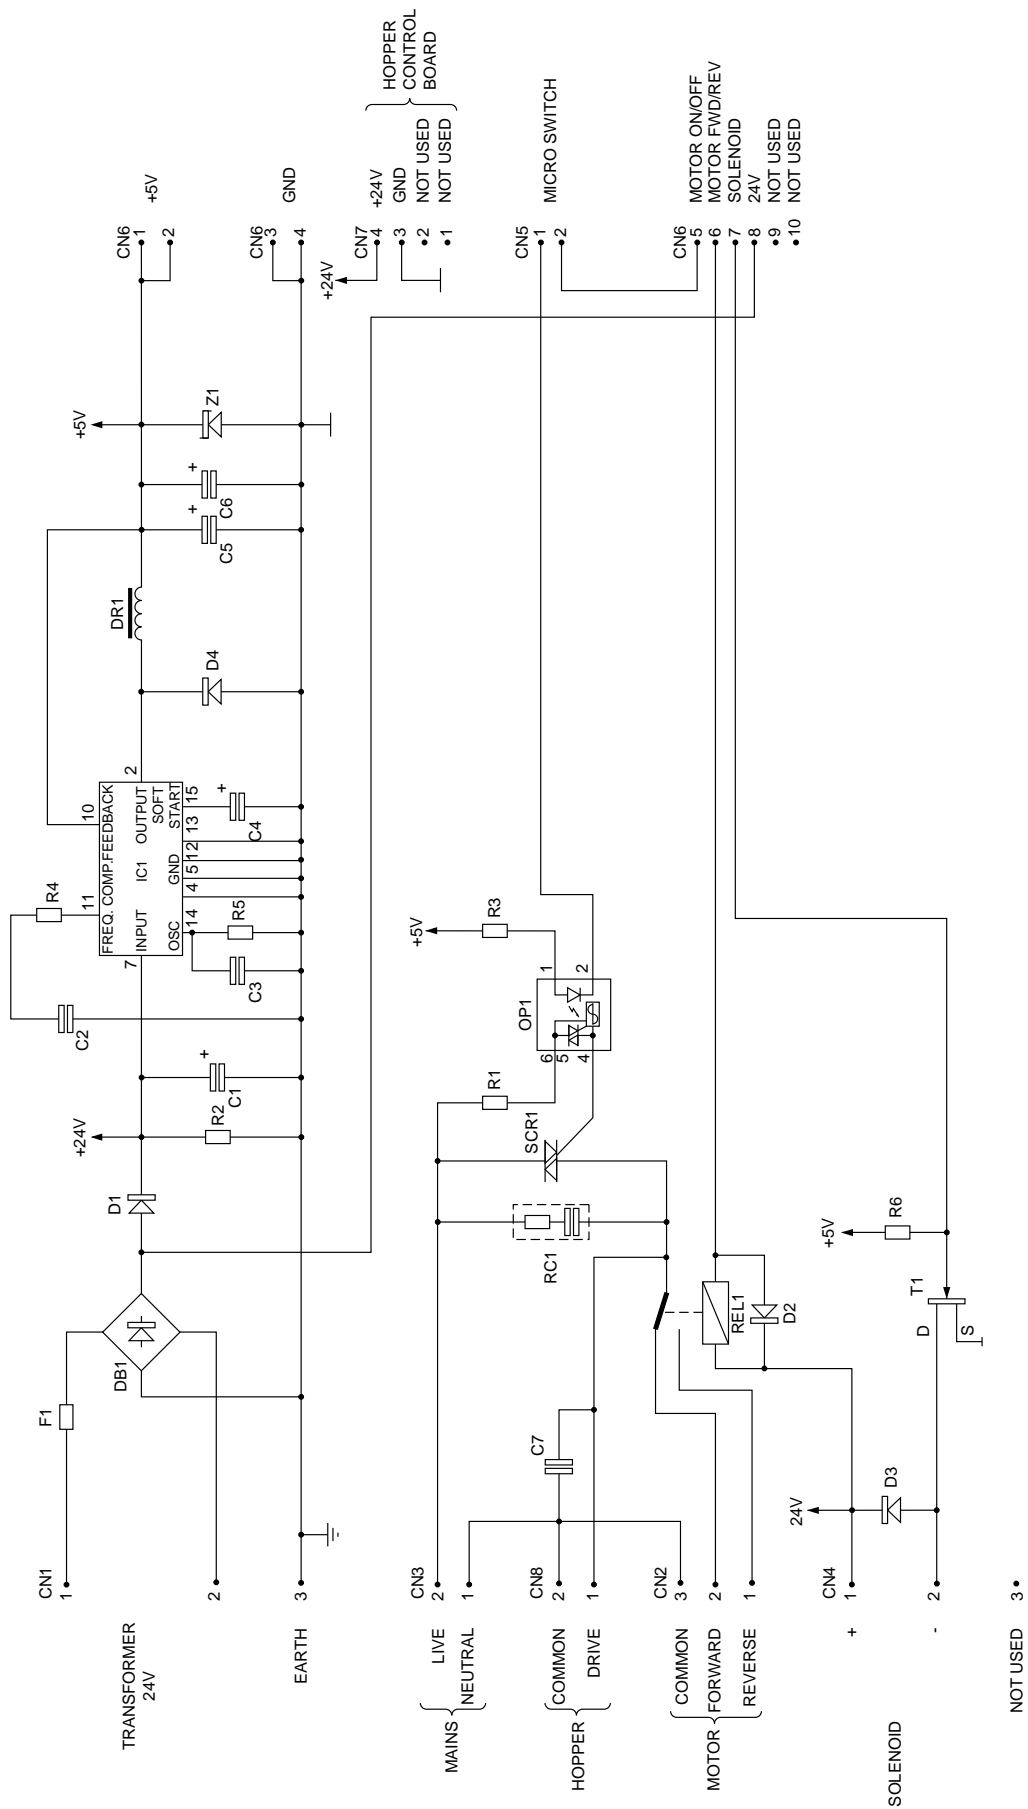 TRANSFORMER
24V
CN1
1
2
3
EARTH
F1
DB1
D1
+24V
R2
C1
+
C2
R4
11
10
FREQ. COMP.
FEEDBACK
INPUT
IC1
OUTPUT
OSC
GND
SOFT
START
7
2
14
4
5
12
13
15
C3
R5
C4
+
D4
DR1
C5
+
C6
+
+5V
Z1
CN6
1
2
+5V
CN6
3
4
GND
+24V
CN7
4
3
2
1
+24V
GND
NOT USED
NOT USED
HOPPER
CONTROL
BOARD
MAINS
LIVE
NEUTRAL
CN3
2
1
HOPPER
COMMON
DRIVE
CN8
2
1
MOTOR
COMMON
FORWARD
REVERSE
CN2
3
2
1
C7
RC1
SCR1
R1
OP1
6
5
4
1
2
+5V
R3
REL1
D2
CN5
1
2
MICRO SWITCH
CN6
5
6
7
8
9
10
MOTOR ON/OFF
MOTOR FWD/REV
SOLENOID
24V
NOT USED
NOT USED
SOLENOID
+
-
NOT USED
CN4
1
2
3
24V
D3
D
S
T1
+5V
R6